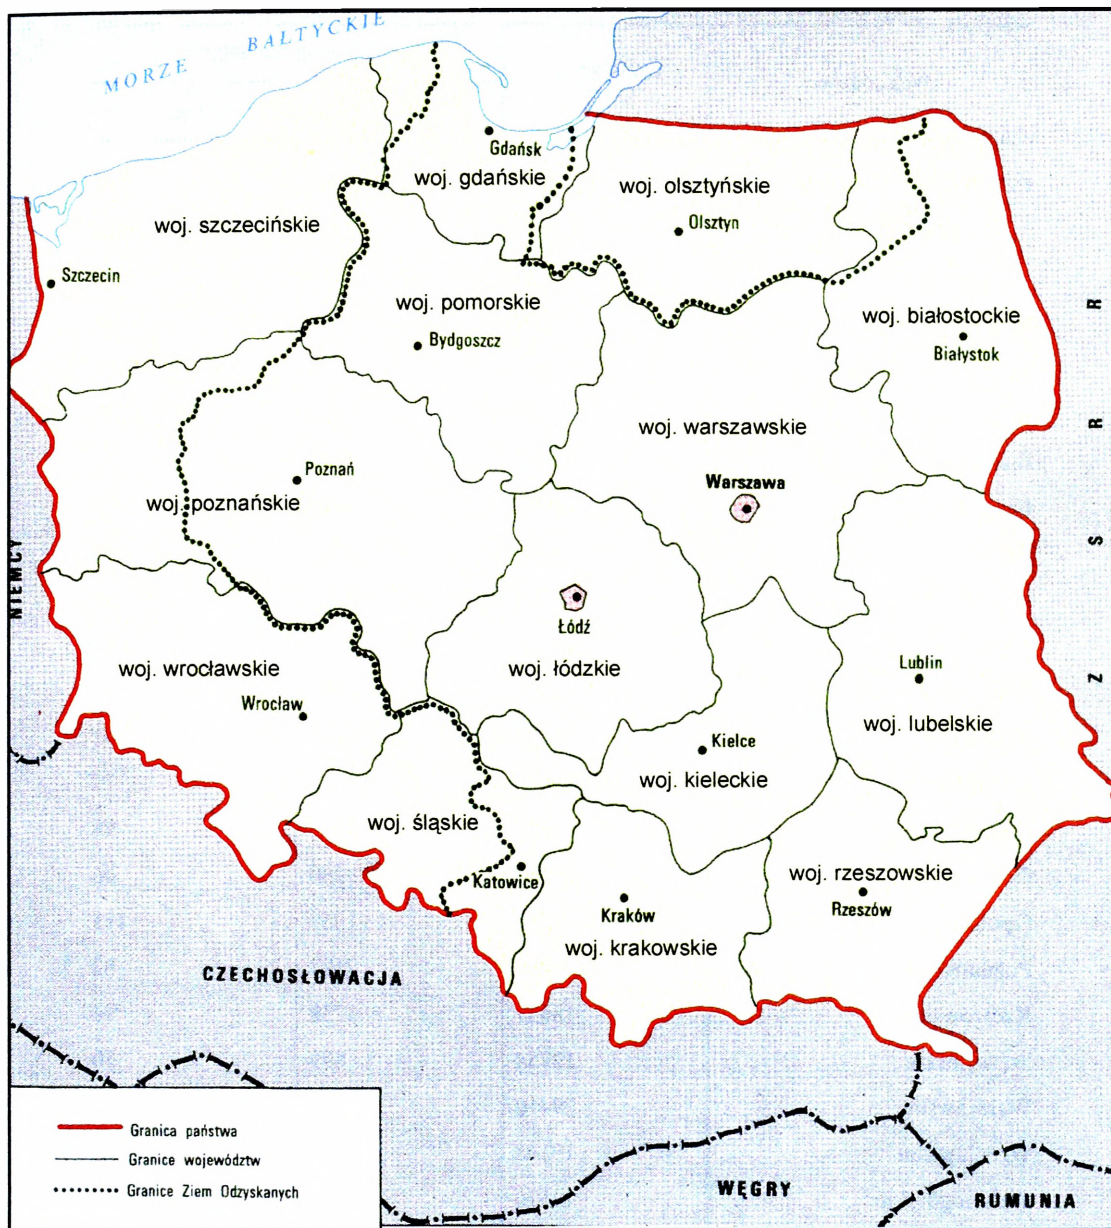 MORZE BAŁTYCKIE
Gdańsk
woj. gdańskie
woj. olsztyńskie
Olsztyn
woj. szczecińskie
Szczecin
woj. pomorskie
Bydgoszcz
woj. białostockie
Białystok
woj. warszawskie
Warszawa
Poznań
woj. poznańskie
NIEMCY
Z S R R
Łódź
woj. łódzkie
woj. wrocławskie
Wrocław
Lublin
woj. lubelskie
Kielce
woj. kieleckie
woj. śląskie
Katowice
Kraków
woj. krakowskie
woj. rzeszowskie
Rzeszów
CZECHOSŁOWACJA
WĘGRY
RUMUNIA
Granica państwa
Granice województw
Granice Ziem Odzyskanych